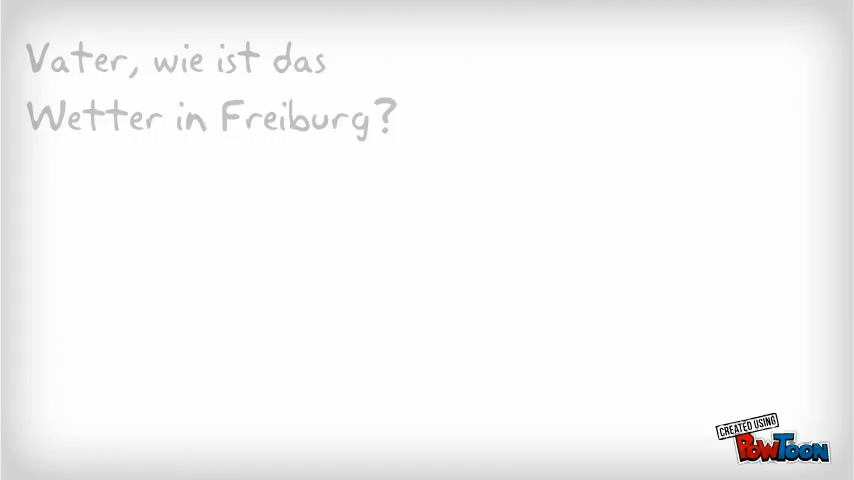 Vater, wie ist das
Wetter in Freiburg?
CREATED USING
POWTOON